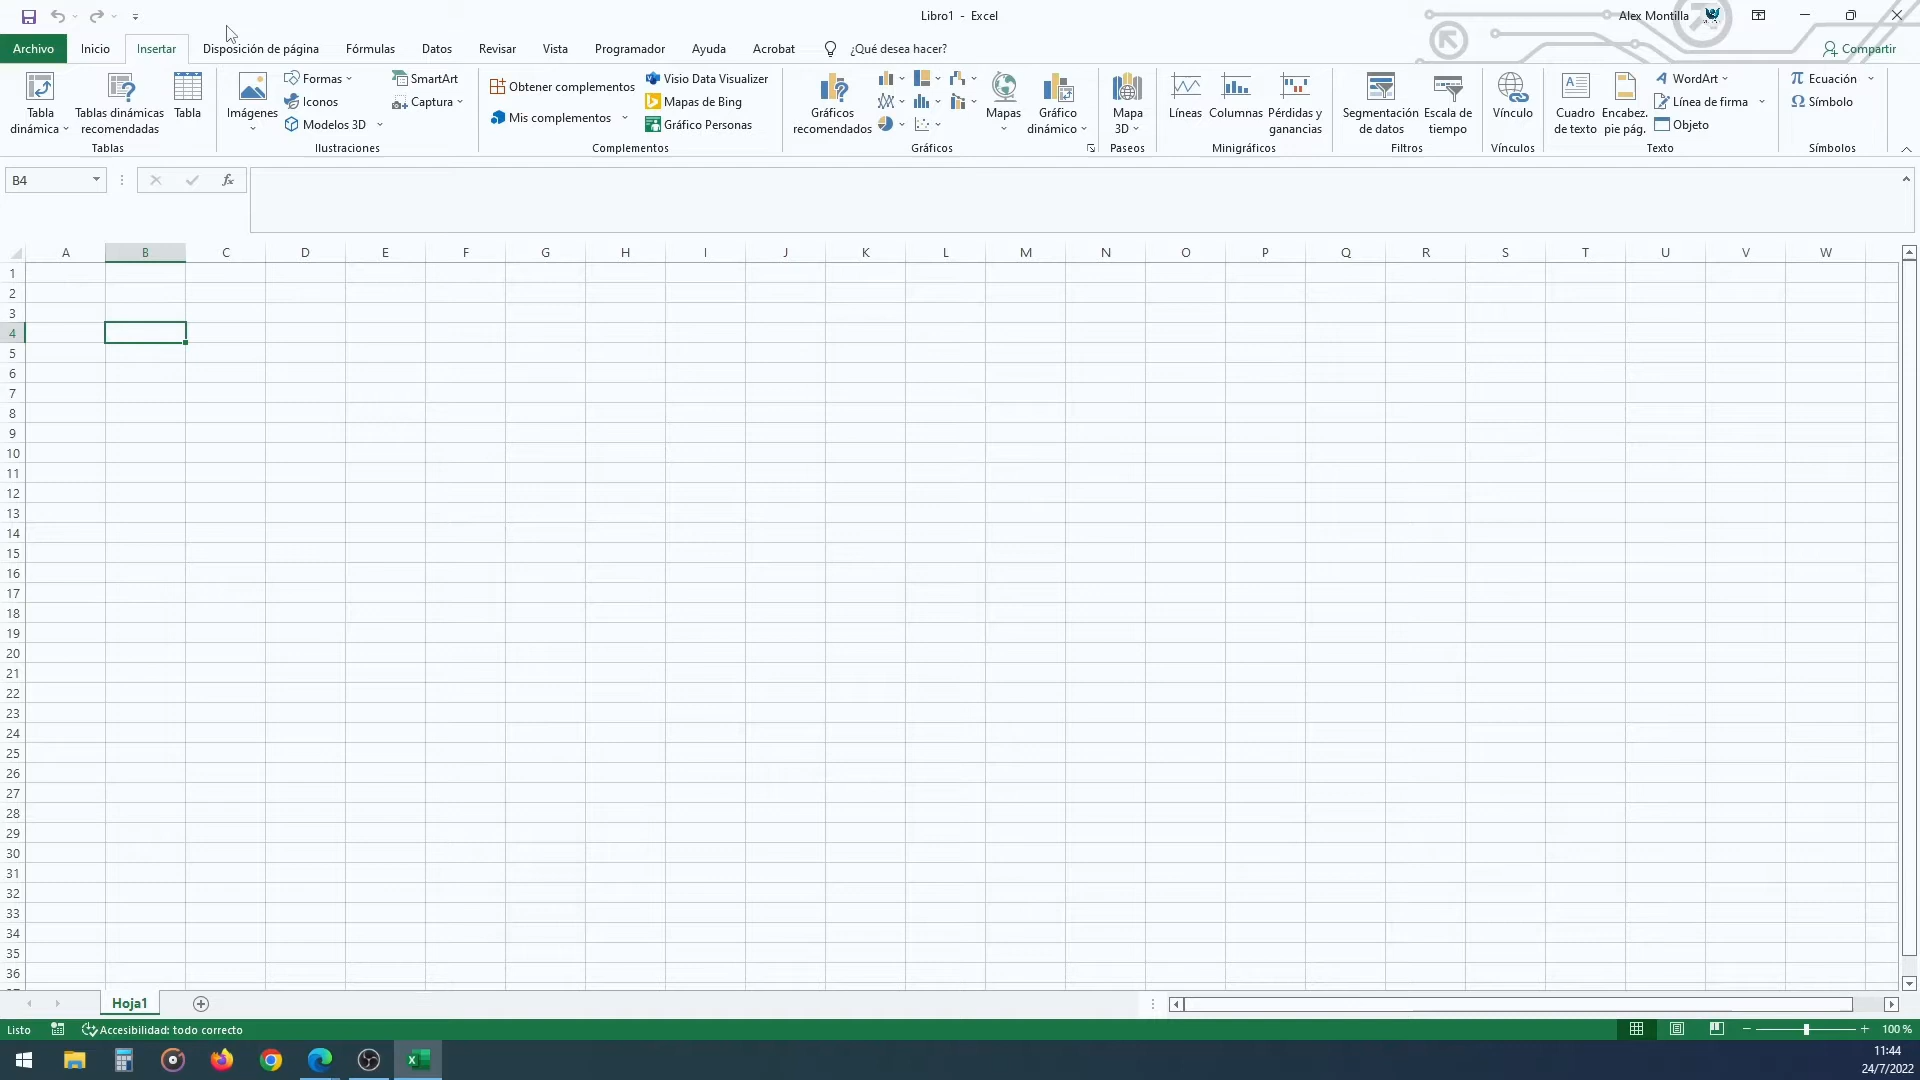 Libro1 - Excel
Alex Montilla
Archivo Inicio Insertar Disposición de página Fórmulas Datos Revisar Vista Programador Ayuda Acrobat ¿Qué desea hacer? Compartir
Tabla dinámica
Tablas dinámicas recomendadas
Tabla
Tablas
Imágenes
Formas
Iconos
Modelos 3D
SmartArt
Captura
Ilustraciones
Obtener complementos
Mis complementos
Visio Data Visualizer
Mapas de Bing
Gráfico Personas
Complementos
Gráficos recomendados
Mapas
Gráfico dinámico
Gráficos
Mapa 3D
Paseos
Líneas
Columnas
Pérdidas y ganancias
Minigráficos
Segmentación de datos
Escala de tiempo
Filtros
Vínculo
Vínculos
Cuadro de texto
Encabez. pie pág.
WordArt
Línea de firma
Objeto
Texto
Ecuación
Símbolo
Símbolos
B4
fx
A B C D E F G H I J K L M N O P Q R S T U V W
1
2
3
4
5
6
7
8
9
10
11
12
13
14
15
16
17
18
19
20
21
22
23
24
25
26
27
28
29
30
31
32
33
34
35
36
Hoja1
Listo
Accesibilidad: todo correcto
100 %
11:44
24/7/2022